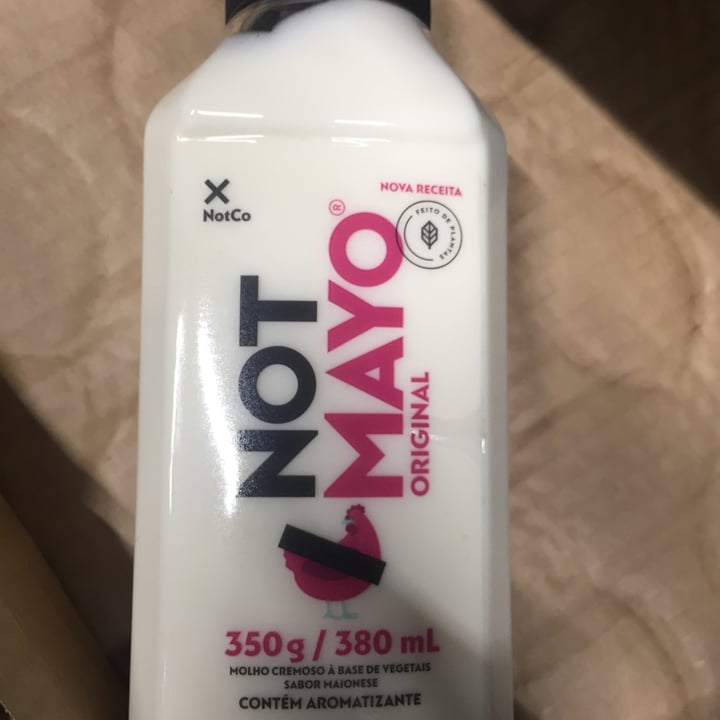 NotCo
NOVA RECEITA
FEITO DE PLANTAS
NOT
MAYO®
ORIGINAL
350g / 380 mL
MOLHO CREMOSO À BASE DE VEGETAIS
SABOR MAIONESE
CONTÉM AROMATIZANTE